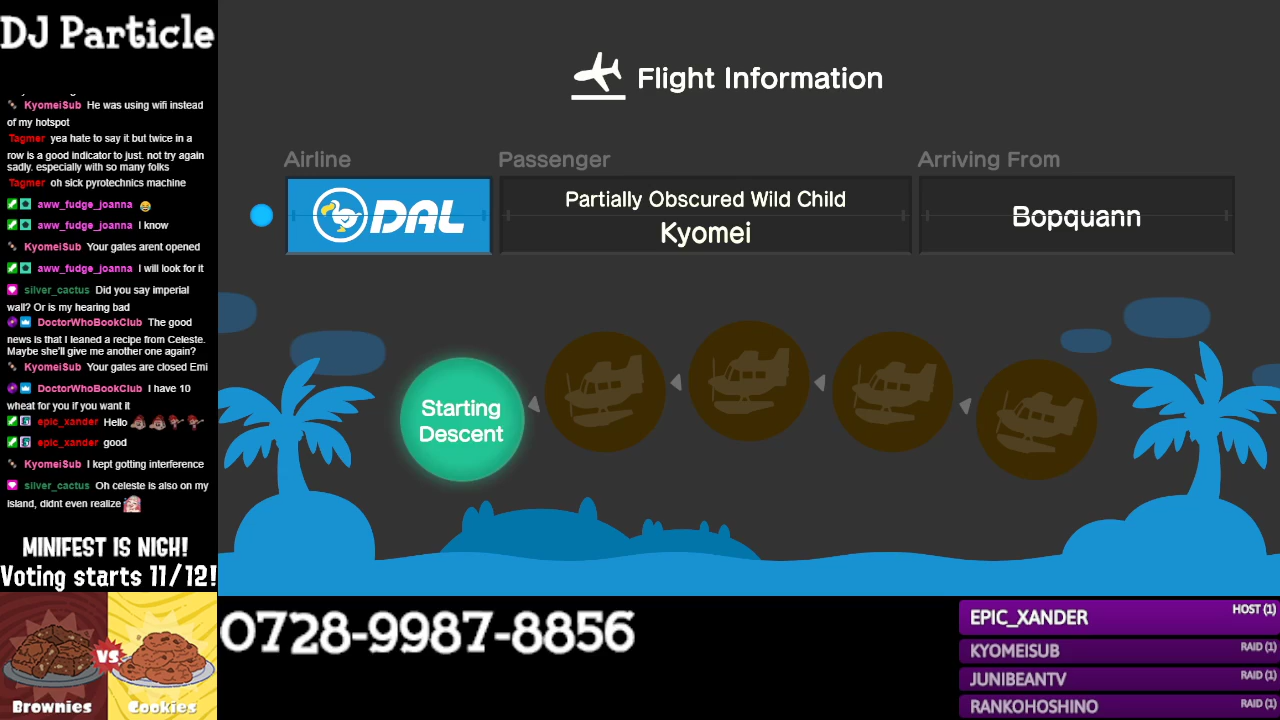 DJ Particle
KyomeiSub He was using wifi instead
of my hotspot
Tagmer yea hate to say it but twice in a
row is a good indicator to just. not try again
sadly. especially with so many folks
Tagmer oh sick pyrotechnics machine
aww_fudge_joanna
aww_fudge_joanna I know
KyomeiSub Your gates arent opened
aww_fudge_joanna I will look for it
silver_cactus Did you say imperial
wall? Or is my hearing bad
DoctorWhoBookClub The good
news is that I leaned a recipe from Celeste.
Maybe she'll give me another one again?
KyomeiSub Your gates are closed Emi
DoctorWhoBookClub I have 10
wheat for you if you want it
epic_xander Hello
epic_xander good
KyomeiSub I kept gotting interference
silver_cactus Oh celeste is also on my
island, didnt even realize
MINIFEST IS NIGH!
Voting starts 11/12!
VS
Brownies Cookies
Flight Information
Airline Passenger Arriving From
DAL
Partially Obscured Wild Child
Kyomei
Bopquann
Starting
Descent
0728-9987-8856
EPIC_XANDER HOST (1)
KYOMEISUB RAID (1)
JUNIBEANTV RAID (1)
RANKOHOSHINO RAID (1)